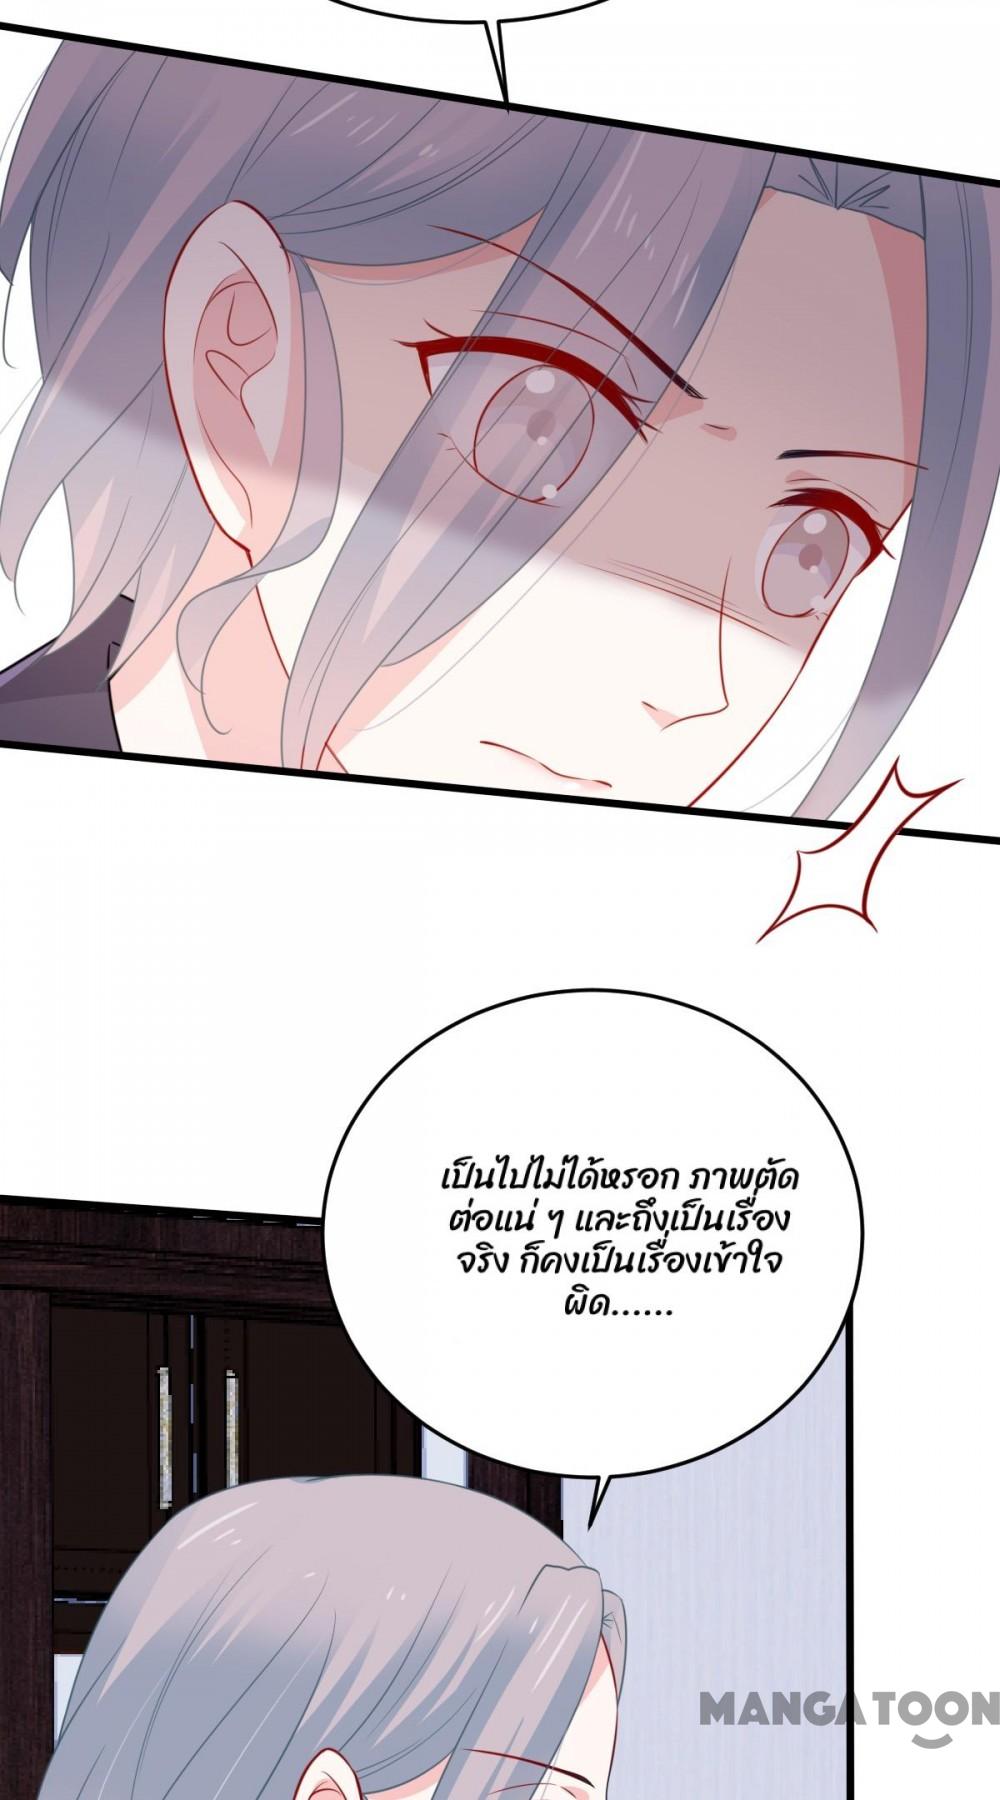 เป็นไปไม่ได้หรอก ภาพตัด
ต่อแน่ ๆ และถึงเป็นเรื่อง
จริง ก็คงเป็นเรื่องเข้าใจ
ผิด......
MANGATOON